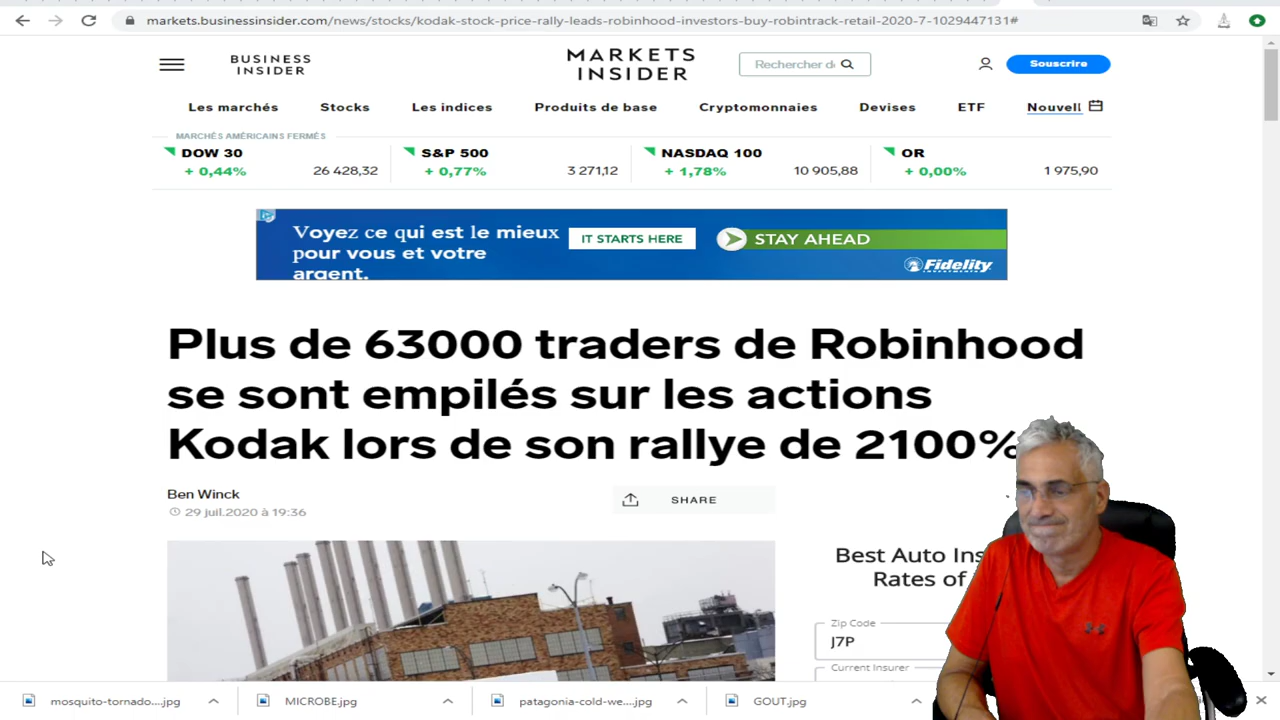 markets.businessinsider.com/news/stocks/kodak-stock-price-rally-leads-robinhood-investors-buy-robintrack-retail-2020-7-1029447131#
BUSINESS
INSIDER
MARKETS
INSIDER
Rechercher d
Souscrire
Les marchés
Stocks
Les indices
Produits de base
Cryptomonnaies
Devises
ETF
Nouvell
MARCHÉS AMÉRICAINS FERMÉS
DOW 30
+ 0,44%
26 428,32
S&P 500
+ 0,77%
3 271,12
NASDAQ 100
+ 1,78%
10 905,88
OR
+ 0,00%
1 975,90
Voyez ce qui est le mieux
pour vous et votre
argent.
IT STARTS HERE
STAY AHEAD
Fidelity
Plus de 63000 traders de Robinhood
se sont empilés sur les actions
Kodak lors de son rallye de 2100%
Ben Winck
29 juil.2020 à 19:36
SHARE
Best Auto Ins
Rates of
Zip Code
J7P
Current Insurer
mosquito-tornado....jpg
MICROBE.jpg
patagonia-cold-we....jpg
GOUT.jpg